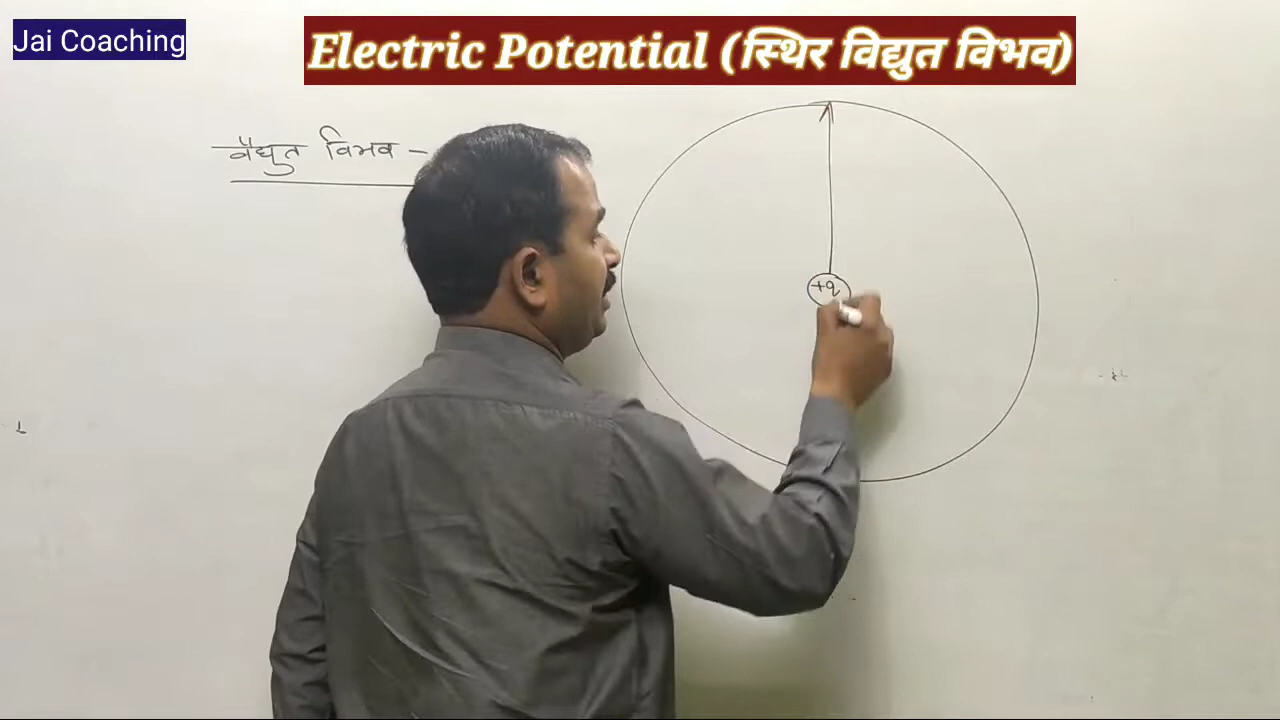 Jai Coaching
Electric Potential (स्थिर विद्युत विभव)
वैद्युत विभव -
+q